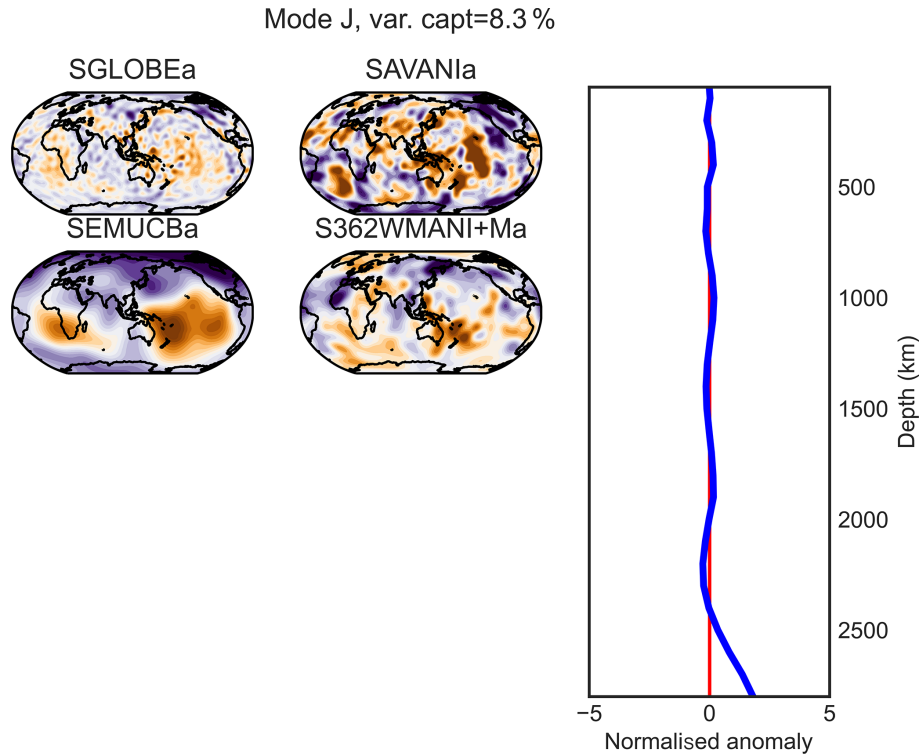 Mode J, var. capt=8.3 %
SGLOBEa
SAVANIa
SEMUCBa
S362WMANI+Ma
500
1000
1500
2000
2500
Depth (km)
−5
0
5
Normalised anomaly